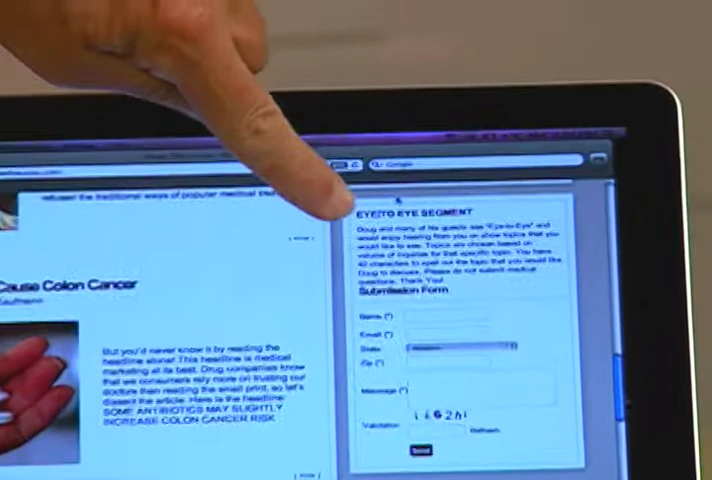 Google
refuses the traditional ways of popular medical
EYE TO EYE SEGMENT
Doug and many of his guests use "Eye-to-Eye" and
would enjoy hearing from you on show topics that you
would like to see. Topics are chosen based on
volume of inquiries for that specific topic. You have
40 characters to spell out the topic that you would like
Doug to discuss. Please do not submit medical
questions. Thank You!
Submission Form
Name (*)
Email (*)
State
Message (*)
Validation
Refresh
Send
Cause Colon Cancer
Kaufmann
But you'd never know it by reading the
headline alone! This headline is medical
marketing at its best. Drug companies know
that we consumers rely more on trusting our
doctors than reading the small print, so let's
dissect the article. Here is the headline:
SOME ANTIBIOTICS MAY SLIGHTLY
INCREASE COLON CANCER RISK